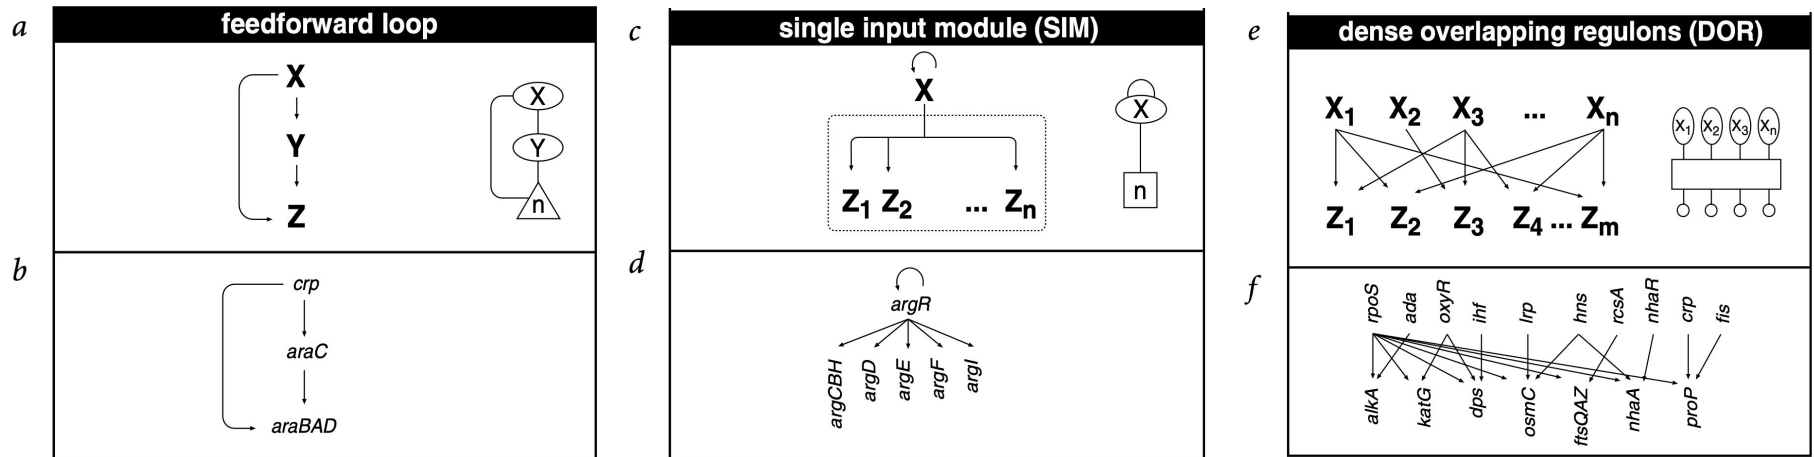 a
feedforward loop
X
Y
Z
X
Y
n
b
crp
araC
araBAD
c
single input module (SIM)
X
Z1 Z2 ... Zn
X
n
d
argR
argCBH argD argE argF argI
e
dense overlapping regulons (DOR)
X1 X2 X3 ... Xn
Z1 Z2 Z3 Z4 ... Zm
X1 X2 X3 Xn
f
rpoS ada oxyR ihf lrp hns rcsA nhaR crp fis
alkA katG dps osmC ftsQAZ nhaA proP